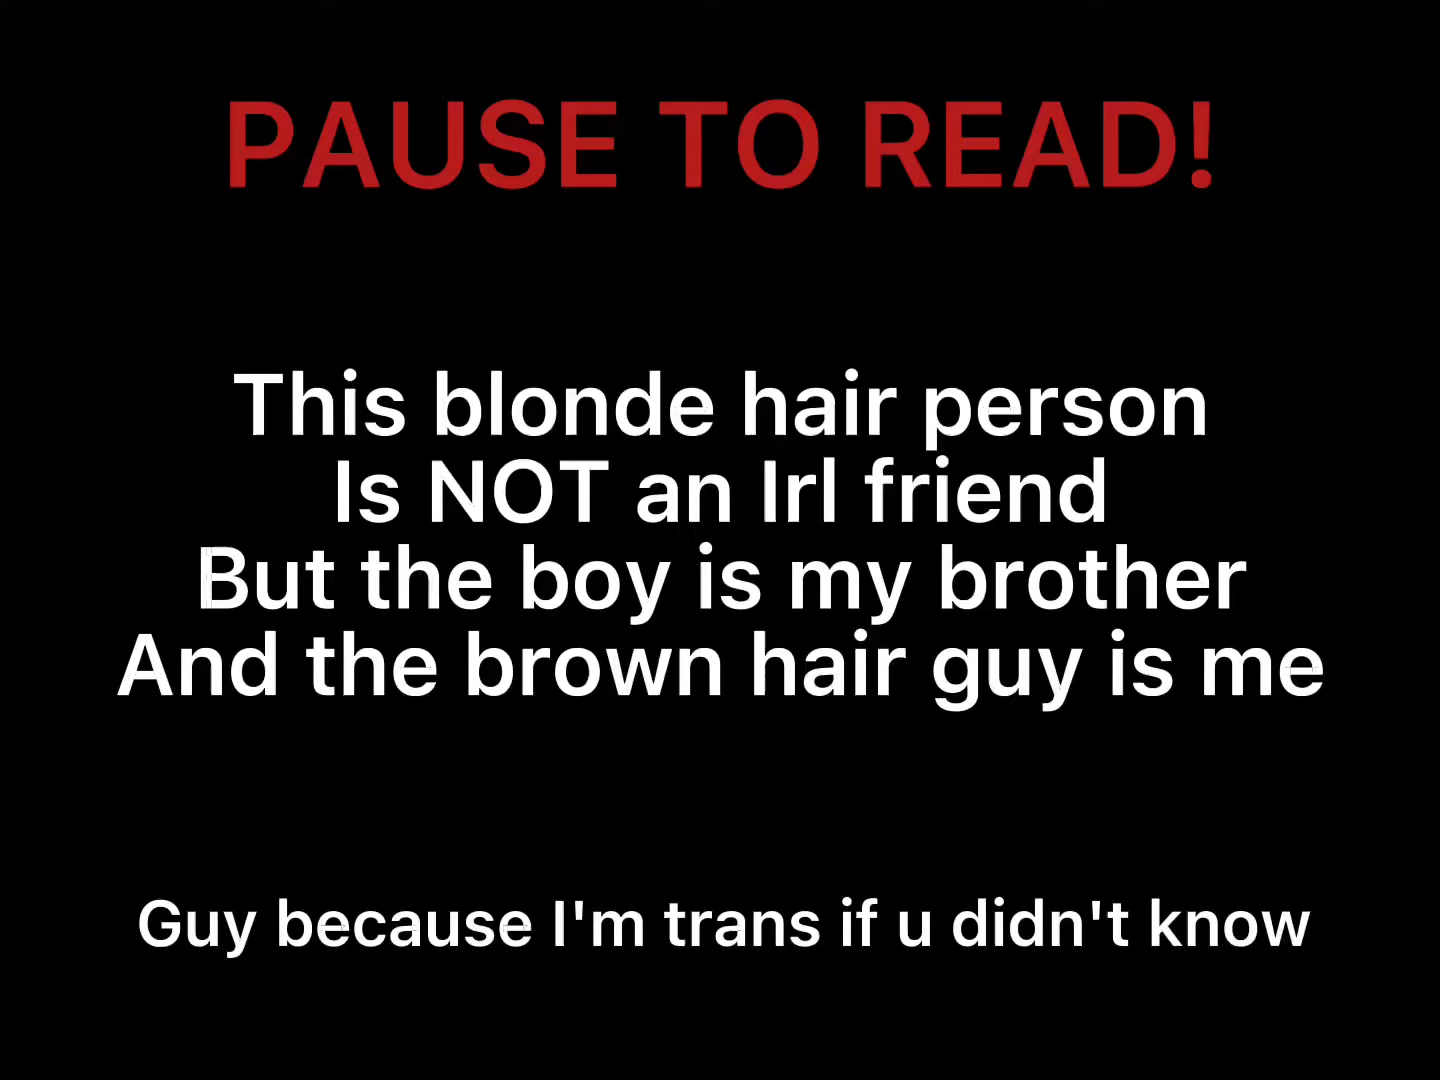 PAUSE TO READ!
This blonde hair person
Is NOT an Irl friend
But the boy is my brother
And the brown hair guy is me
Guy because I'm trans if u didn't know